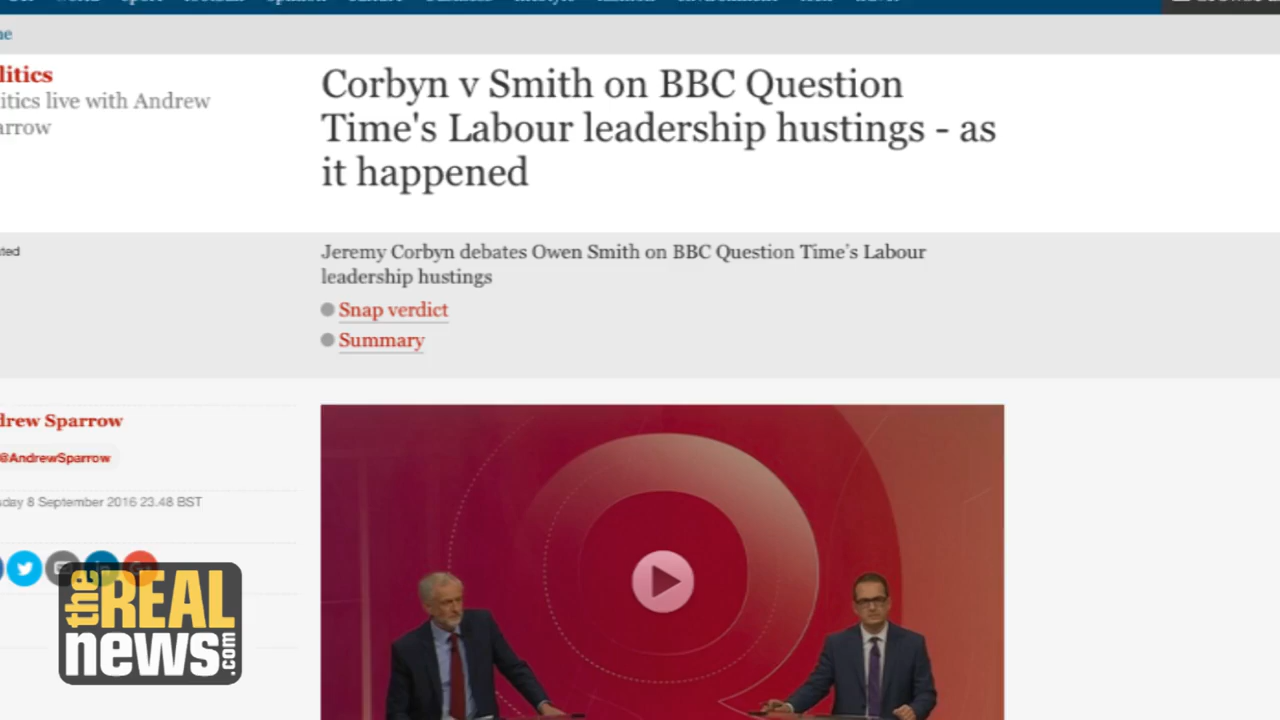 ne
litics
itics live with Andrew
arrow
Corbyn v Smith on BBC Question
Time's Labour leadership hustings - as
it happened
ted
Jeremy Corbyn debates Owen Smith on BBC Question Time's Labour
leadership hustings
Snap verdict
Summary
drew Sparrow
@AndrewSparrow
sday 8 September 2016 23.48 BST
the REAL
news.com